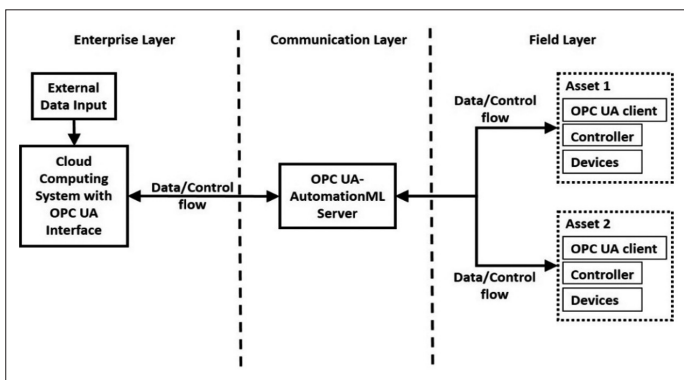 Enterprise Layer
Communication Layer
Field Layer
External
Data Input
Cloud
Computing
System with
OPC UA
Interface
Data/Control
flow
OPC UA-
AutomationML
Server
Data/Control
flow
Asset 1
OPC UA client
Controller
Devices
Data/Control
flow
Asset 2
OPC UA client
Controller
Devices